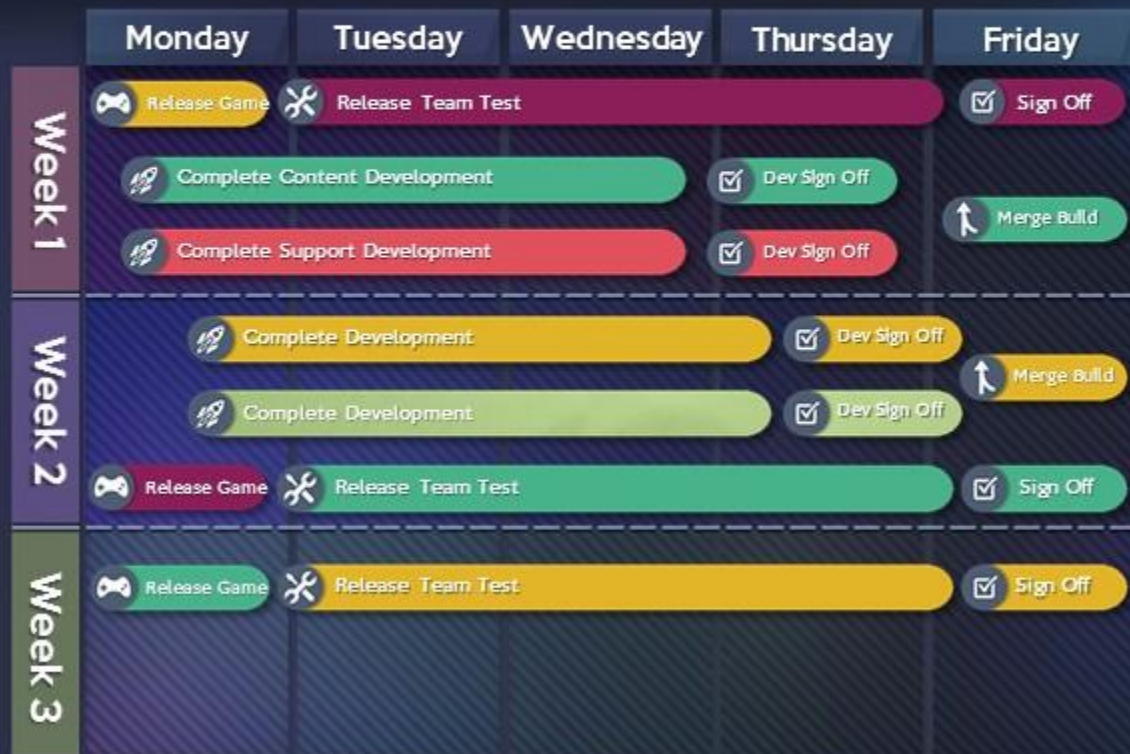 Monday Tuesday Wednesday Thursday Friday
Week 1
Release Game Release Team Test Sign Off
Complete Content Development Dev Sign Off
Merge Build
Complete Support Development Dev Sign Off
Week 2
Complete Development Dev Sign Off
Merge Build
Complete Development Dev Sign Off
Release Game Release Team Test Sign Off
Week 3
Release Game Release Team Test Sign Off